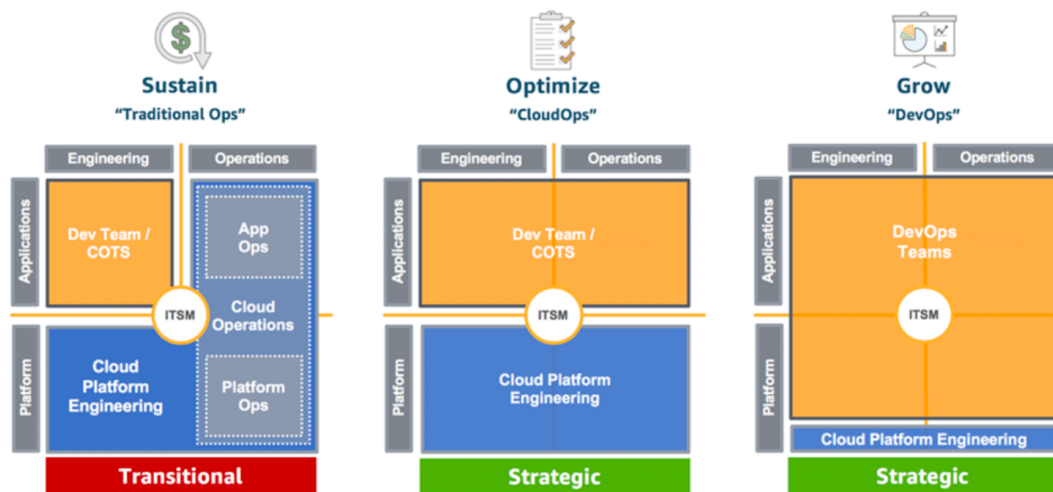 Sustain
"Traditional Ops"
Engineering
Operations
Applications
Platform
Dev Team /
COTS
App
Ops
ITSM
Cloud
Operations
Cloud
Platform
Engineering
Platform
Ops
Transitional
Optimize
"CloudOps"
Engineering
Operations
Applications
Platform
Dev Team /
COTS
ITSM
Cloud Platform
Engineering
Strategic
Grow
"DevOps"
Engineering
Operations
Applications
Platform
DevOps
Teams
ITSM
Cloud Platform Engineering
Strategic